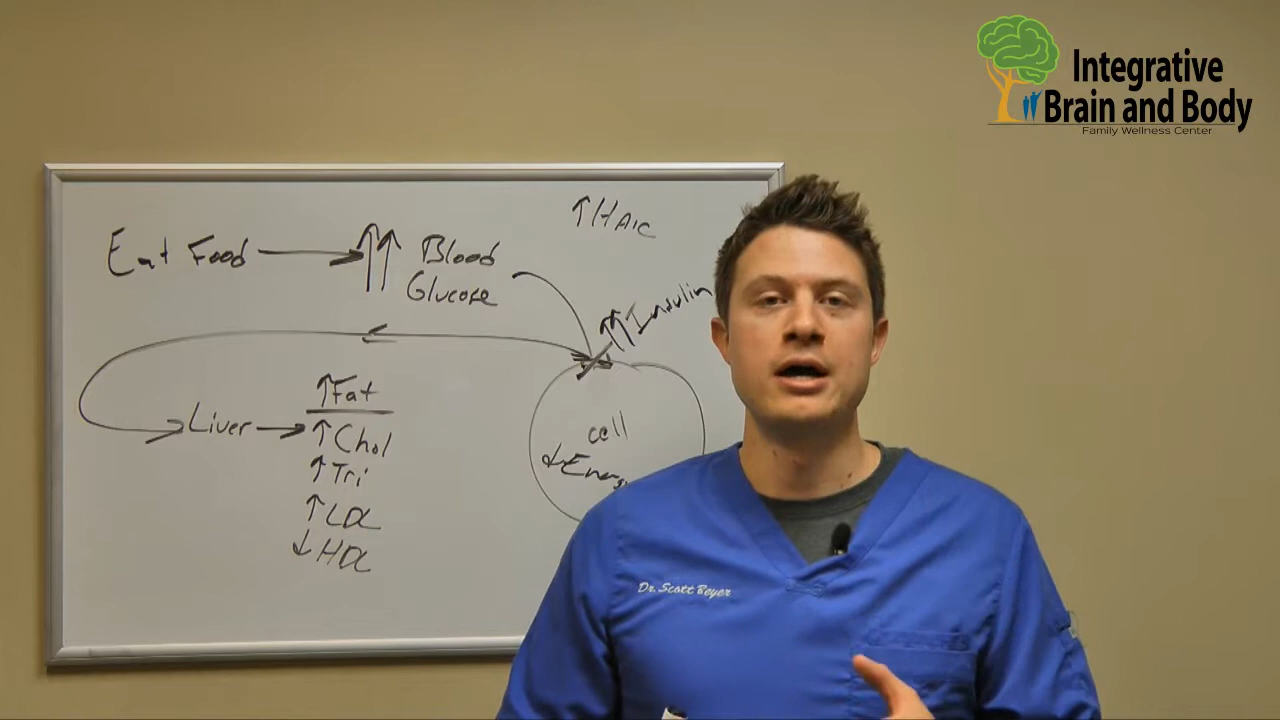 Integrative
Brain and Body
Family Wellness Center
↑HA1C
Eat Food → ↑↑ Blood
Glucose
↑↑Insulin
↑Fat
Liver → ↑Chol
↑Tri
↑LDL
↓HDL
cell
Dr. Scott Beyer